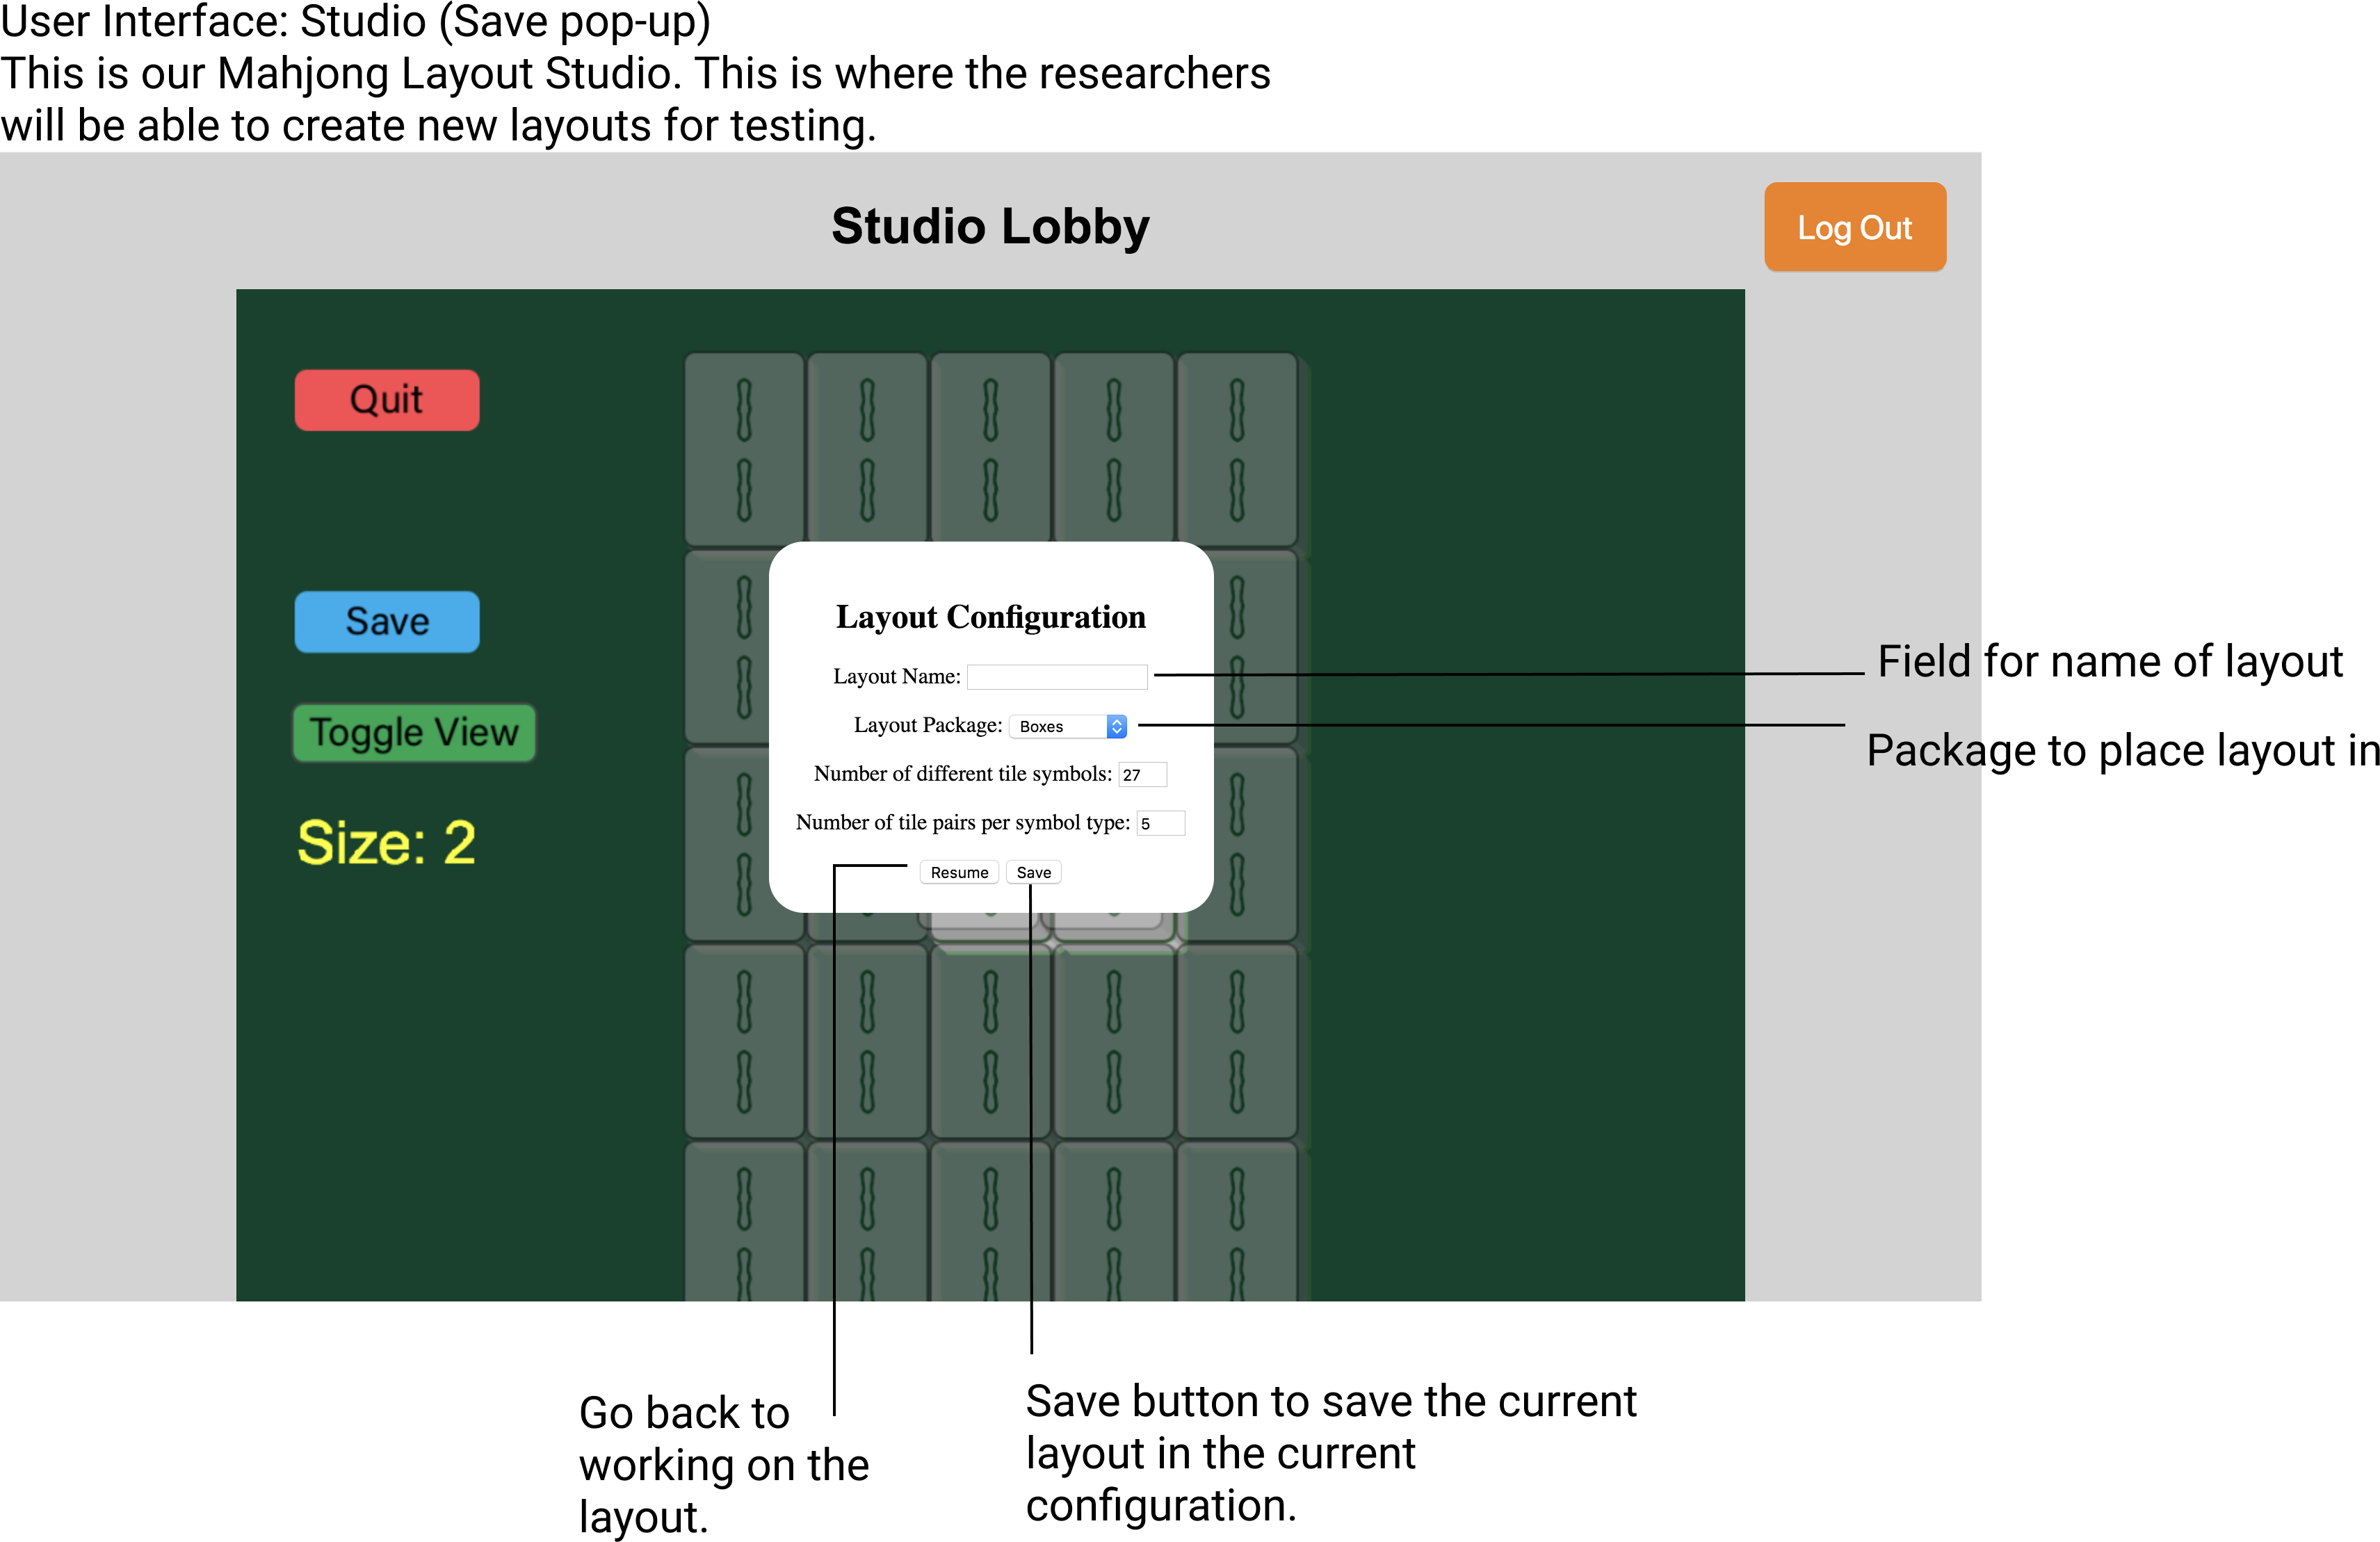 User Interface: Studio (Save pop-up)
This is our Mahjong Layout Studio. This is where the researchers
will be able to create new layouts for testing.
Studio Lobby
Log Out
Quit
Save
Toggle View
Size: 2
Layout Configuration
Layout Name:
Layout Package: Boxes
Number of different tile symbols: 27
Number of tile pairs per symbol type: 5
Resume Save
Field for name of layout
Package to place layout in
Go back to
working on the
layout.
Save button to save the current
layout in the current
configuration.